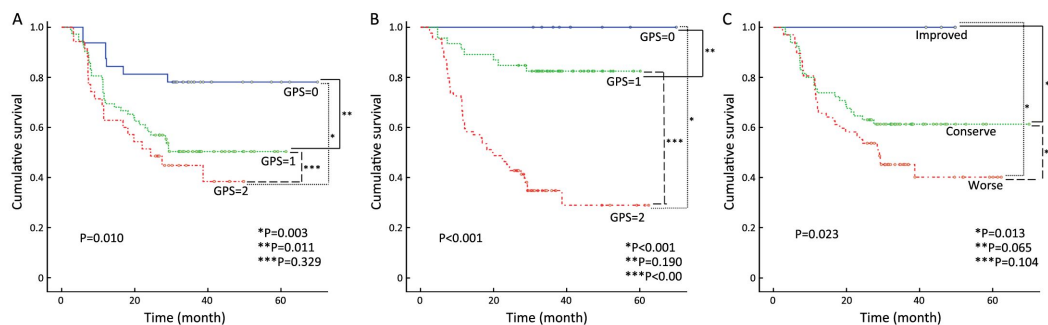 A
Cumulative survival
1.0
0.8
0.6
0.4
0.2
0
GPS=0
GPS=1
GPS=2
**
*
***
P=0.010
*P=0.003
**P=0.011
***P=0.329
0 20 40 60
Time (month)
B
Cumulative survival
1.0
0.8
0.6
0.4
0.2
0
GPS=0
GPS=1
GPS=2
**
*
***
P<0.001
*P<0.001
**P=0.190
***P<0.00
0 20 40 60
Time (month)
C
Cumulative survival
1.0
0.8
0.6
0.4
0.2
0
Improved
Conserve
Worse
*
*
*
P=0.023
*P=0.013
**P=0.065
***P=0.104
0 20 40 60
Time (month)